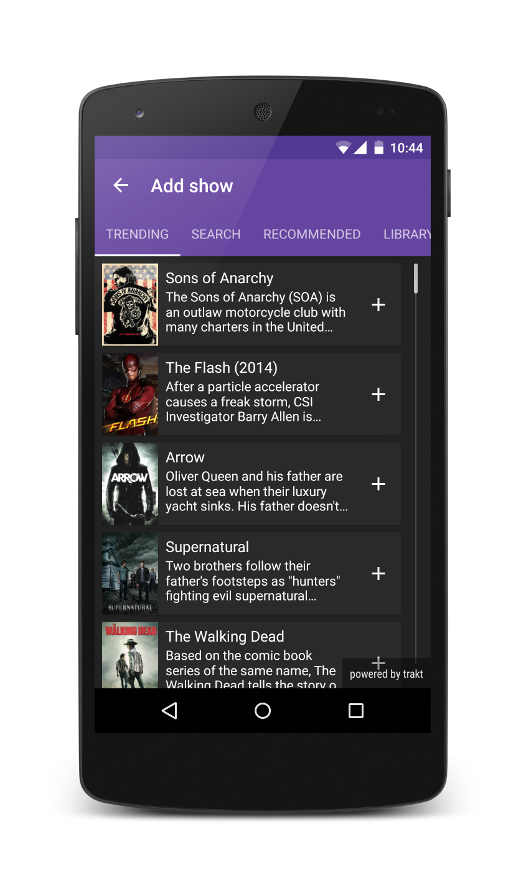 10:44
Add show
TRENDING SEARCH RECOMMENDED LIBRARY
Sons of Anarchy
The Sons of Anarchy (SOA) is
an outlaw motorcycle club with
many charters in the United...
The Flash (2014)
After a particle accelerator
causes a freak storm, CSI
Investigator Barry Allen is...
FLASH
Arrow
Oliver Queen and his father are
lost at sea when their luxury
yacht sinks. His father doesn't...
ARROW
Supernatural
Two brothers follow their
father's footsteps as "hunters"
fighting evil supernatural...
SUPERNATURAL
The Walking Dead
Based on the comic book
series of the same name, The
Walking Dead tells the story o
WALKING DEAD
powered by trakt